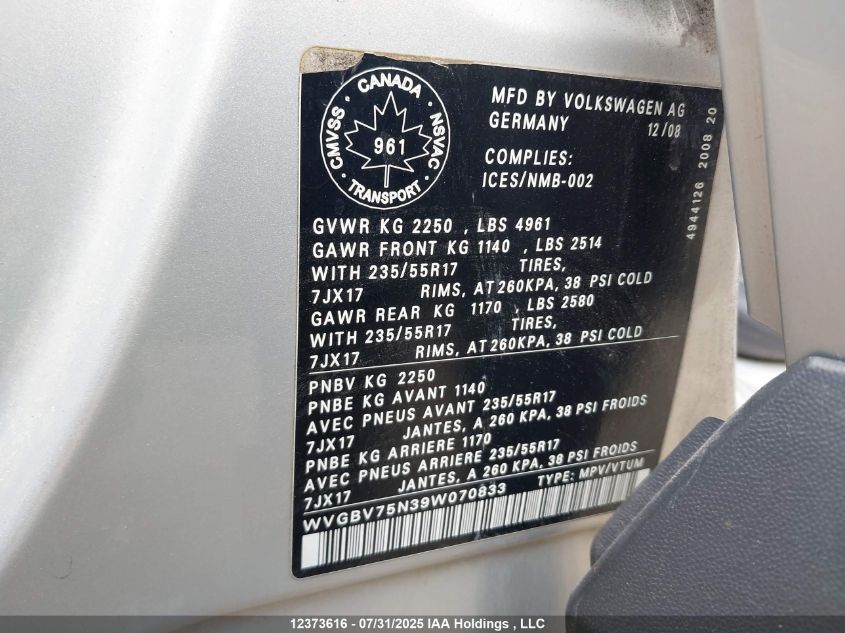 CANADA
CMVSS
NSVAC
961
TRANSPORT
MFD BY VOLKSWAGEN AG
GERMANY 12/08
COMPLIES:
ICES/NMB-002
4944126 2008 20
GVWR KG 2250 , LBS 4961
GAWR FRONT KG 1140 , LBS 2514
WITH 235/55R17 TIRES,
7JX17 RIMS, AT 260KPA, 38 PSI COLD
GAWR REAR KG 1170 , LBS 2580
WITH 235/55R17 TIRES,
7JX17 RIMS, AT 260KPA, 38 PSI COLD
PNBV KG 2250
PNBE KG AVANT 1140
AVEC PNEUS AVANT 235/55R17
7JX17 JANTES, A 260 KPA, 38 PSI FROIDS
PNBE KG ARRIERE 1170
AVEC PNEUS ARRIERE 235/55R17
7JX17 JANTES, A 260 KPA, 38 PSI FROIDS
WVGBV75N39W070833 TYPE: MPV/VTUM
12373616 - 07/31/2025 IAA Holdings , LLC